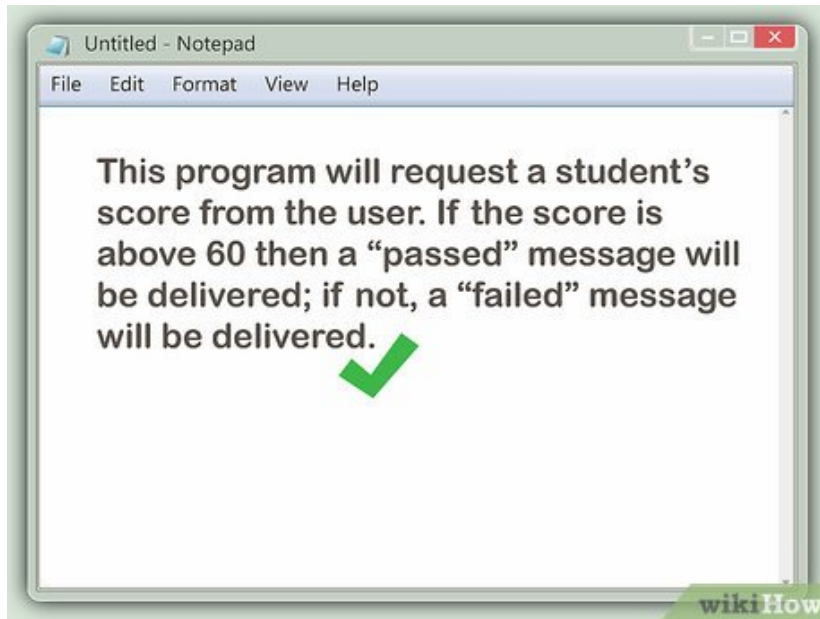 Untitled - Notepad
File Edit Format View Help
This program will request a student’s
score from the user. If the score is
above 60 then a “passed” message will
be delivered; if not, a “failed” message
will be delivered.
wikiHow